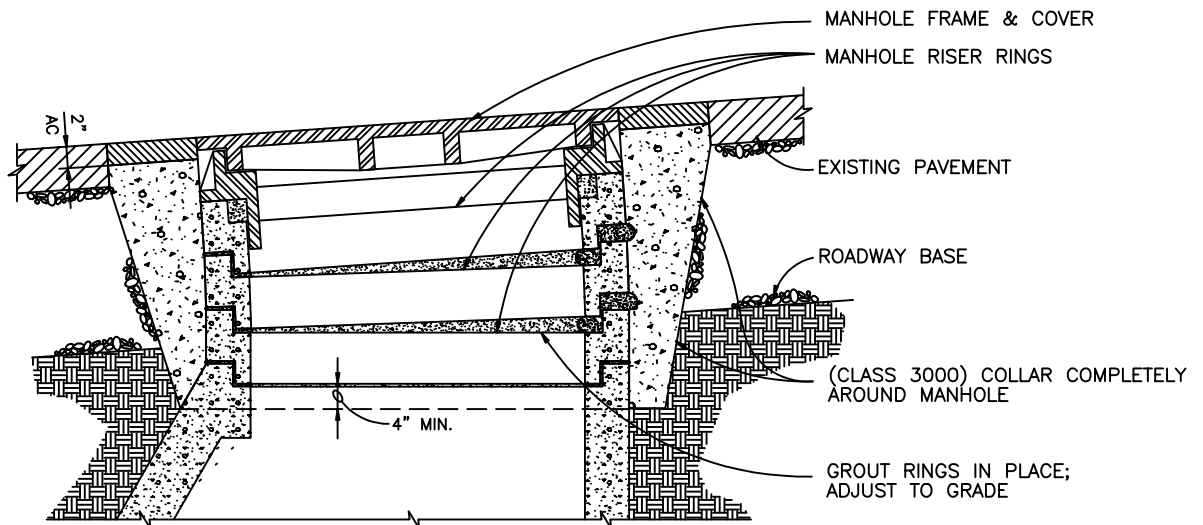 MANHOLE FRAME & COVER
MANHOLE RISER RINGS
2"
AC
EXISTING PAVEMENT
ROADWAY BASE
(CLASS 3000) COLLAR COMPLETELY
AROUND MANHOLE
4" MIN.
GROUT RINGS IN PLACE;
ADJUST TO GRADE